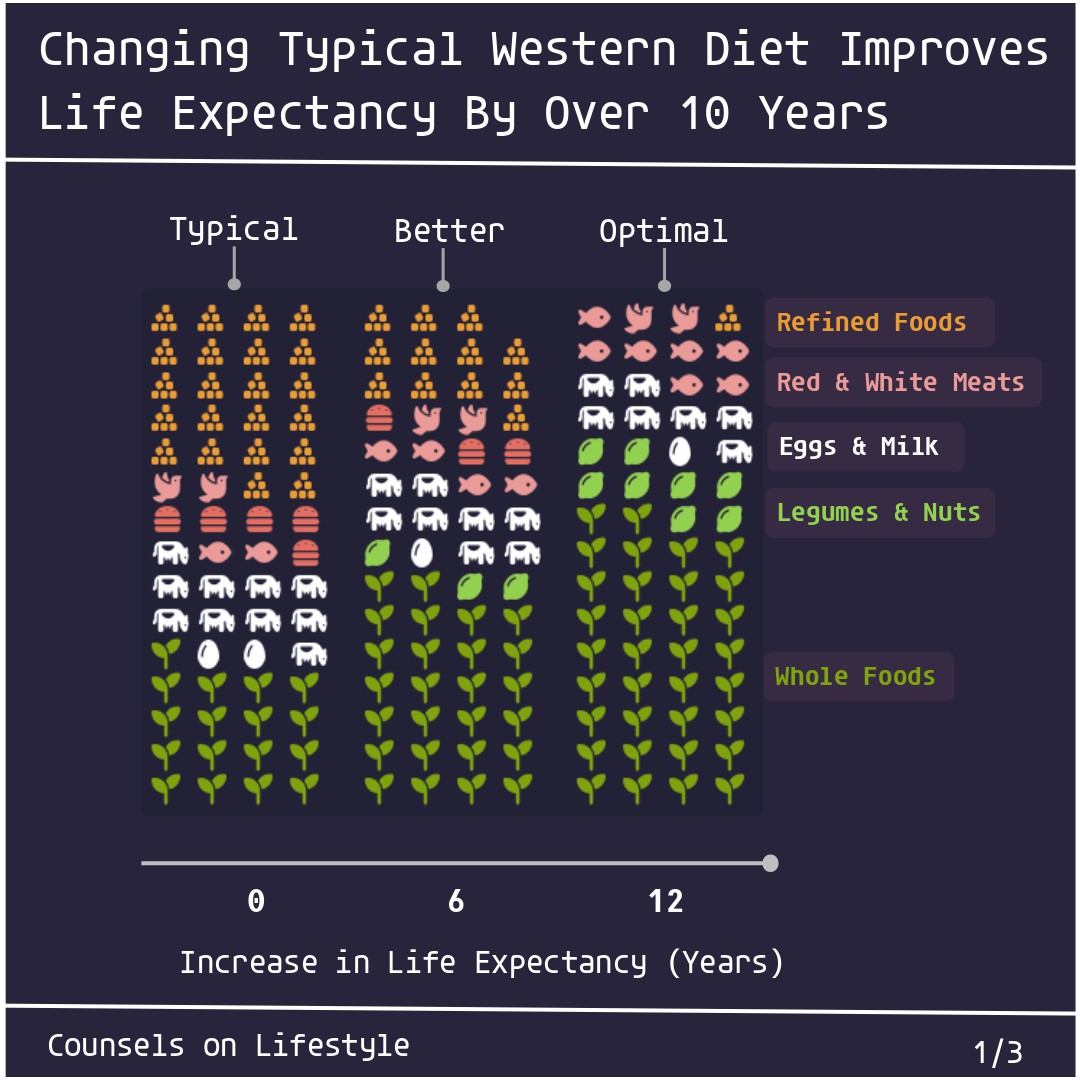 Changing Typical Western Diet Improves
Life Expectancy By Over 10 Years
Typical
Better
Optimal
Refined Foods
Red & White Meats
Eggs & Milk
Legumes & Nuts
Whole Foods
0
6
12
Increase in Life Expectancy (Years)
Counsels on Lifestyle
1/3